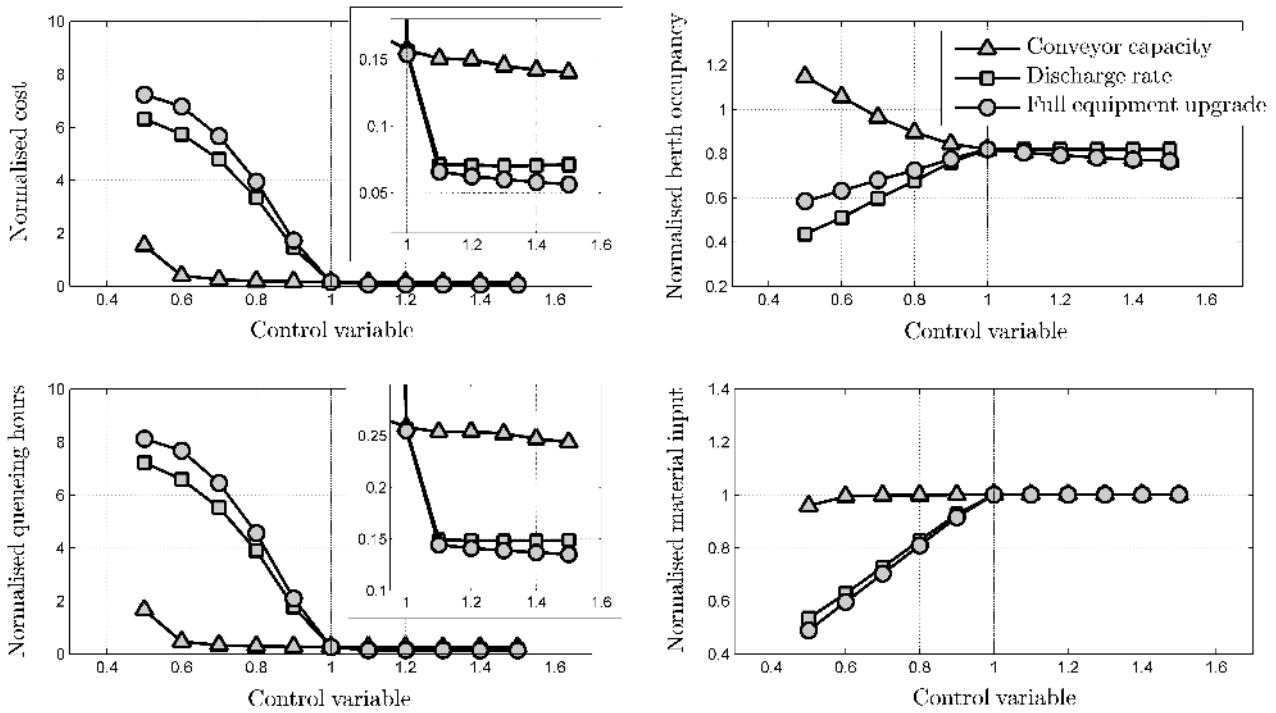 Normalised cost
10
8
6
4
2
0
0.4 0.6 0.8 1 1.2 1.4 1.6
Control variable
0.15
0.1
0.05
1 1.2 1.4 1.6
Normalised berth occupancy
1.2
1
0.8
0.6
0.4
0.2
0.4 0.6 0.8 1 1.2 1.4 1.6
Control variable
Conveyor capacity
Discharge rate
Full equipment upgrade
Normalised queueing hours
10
8
6
4
2
0
0.4 0.6 0.8 1 1.2 1.4 1.6
Control variable
0.25
0.2
0.15
0.1
1 1.2 1.4 1.6
Normalised material input
1.4
1.2
1
0.8
0.6
0.4
0.4 0.6 0.8 1 1.2 1.4 1.6
Control variable